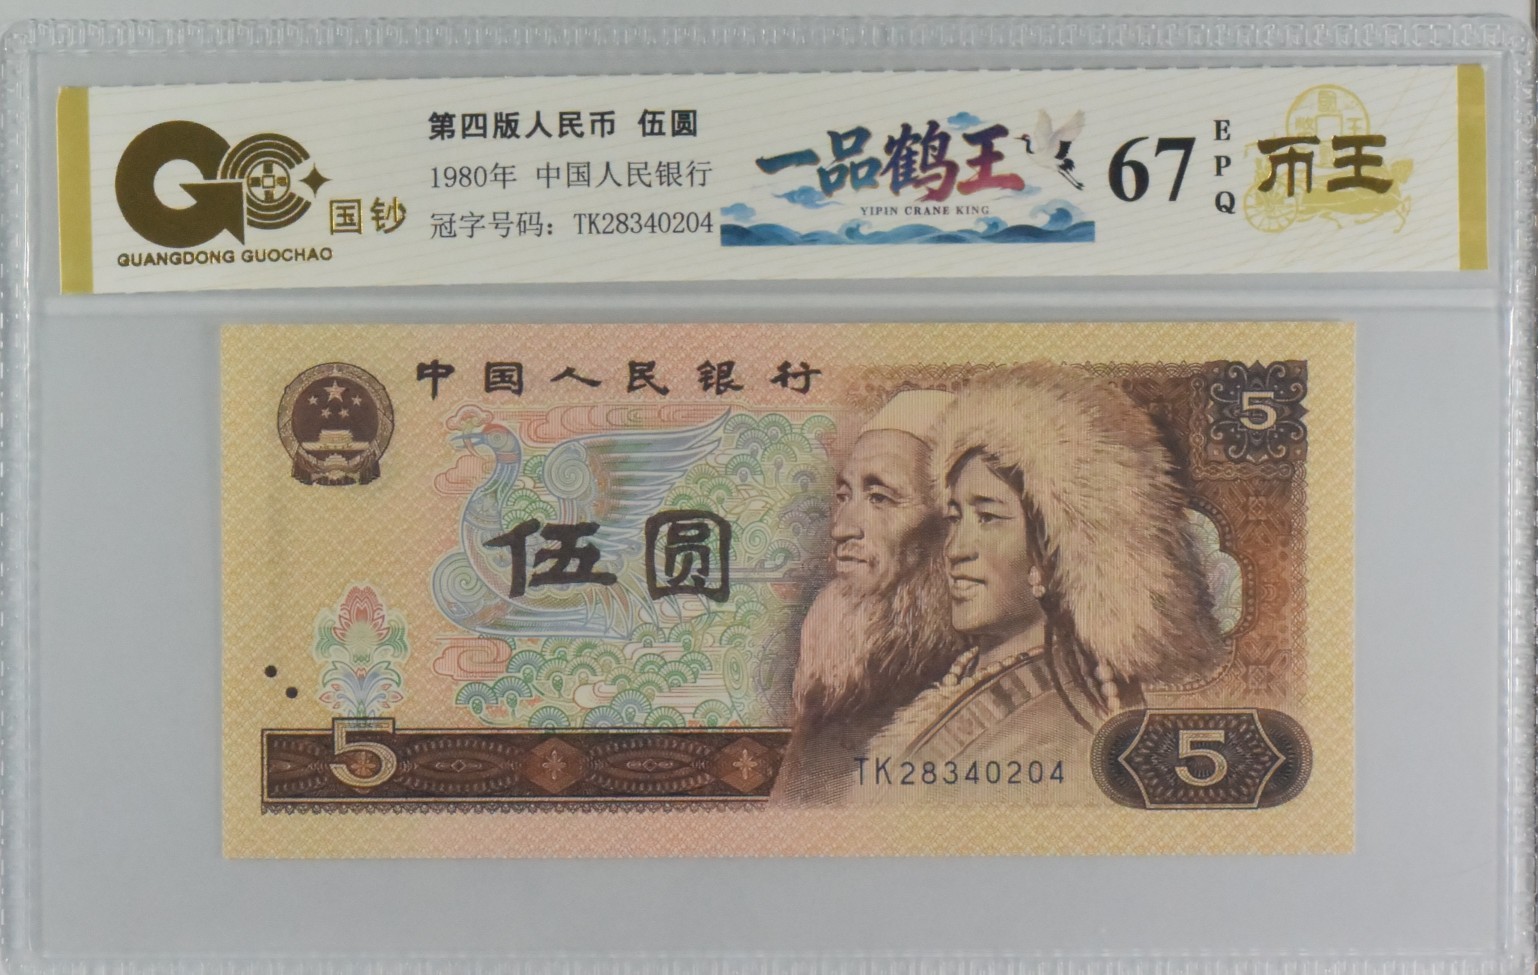 第四版人民币 伍圆
1980年 中国人民银行
冠字号码：TK28340204
国钞
GUANGDONG GUOCHAO
一品鹤王
YIPIN CRANE KING
67
EPQ
币王
中国人民银行
5
伍圆
5
TK28340204
5